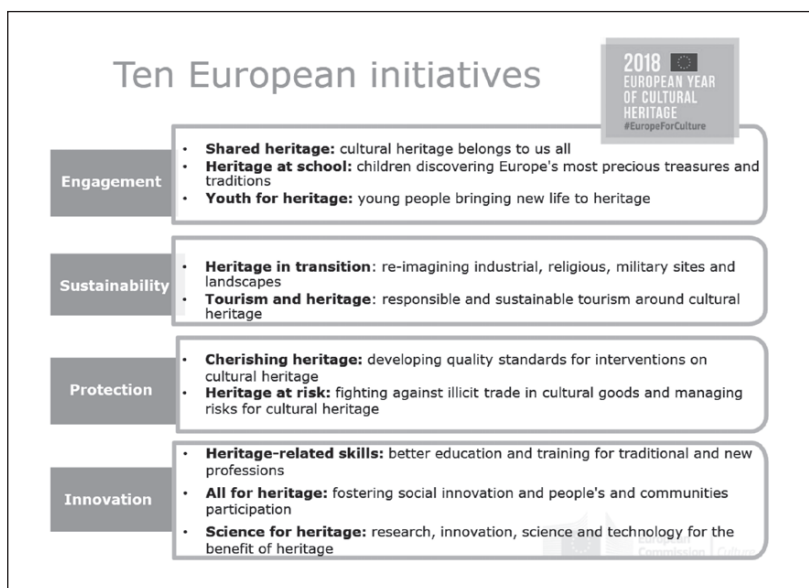 Ten European initiatives
2018
EUROPEAN YEAR
OF CULTURAL
HERITAGE
#EuropeForCulture
Engagement
• Shared heritage: cultural heritage belongs to us all
• Heritage at school: children discovering Europe's most precious treasures and
traditions
• Youth for heritage: young people bringing new life to heritage
Sustainability
• Heritage in transition: re-imagining industrial, religious, military sites and
landscapes
• Tourism and heritage: responsible and sustainable tourism around cultural
heritage
Protection
• Cherishing heritage: developing quality standards for interventions on
cultural heritage
• Heritage at risk: fighting against illicit trade in cultural goods and managing
risks for cultural heritage
Innovation
• Heritage-related skills: better education and training for traditional and new
professions
• All for heritage: fostering social innovation and people's and communities
participation
• Science for heritage: research, innovation, science and technology for the
benefit of heritage
European
Commission | Culture